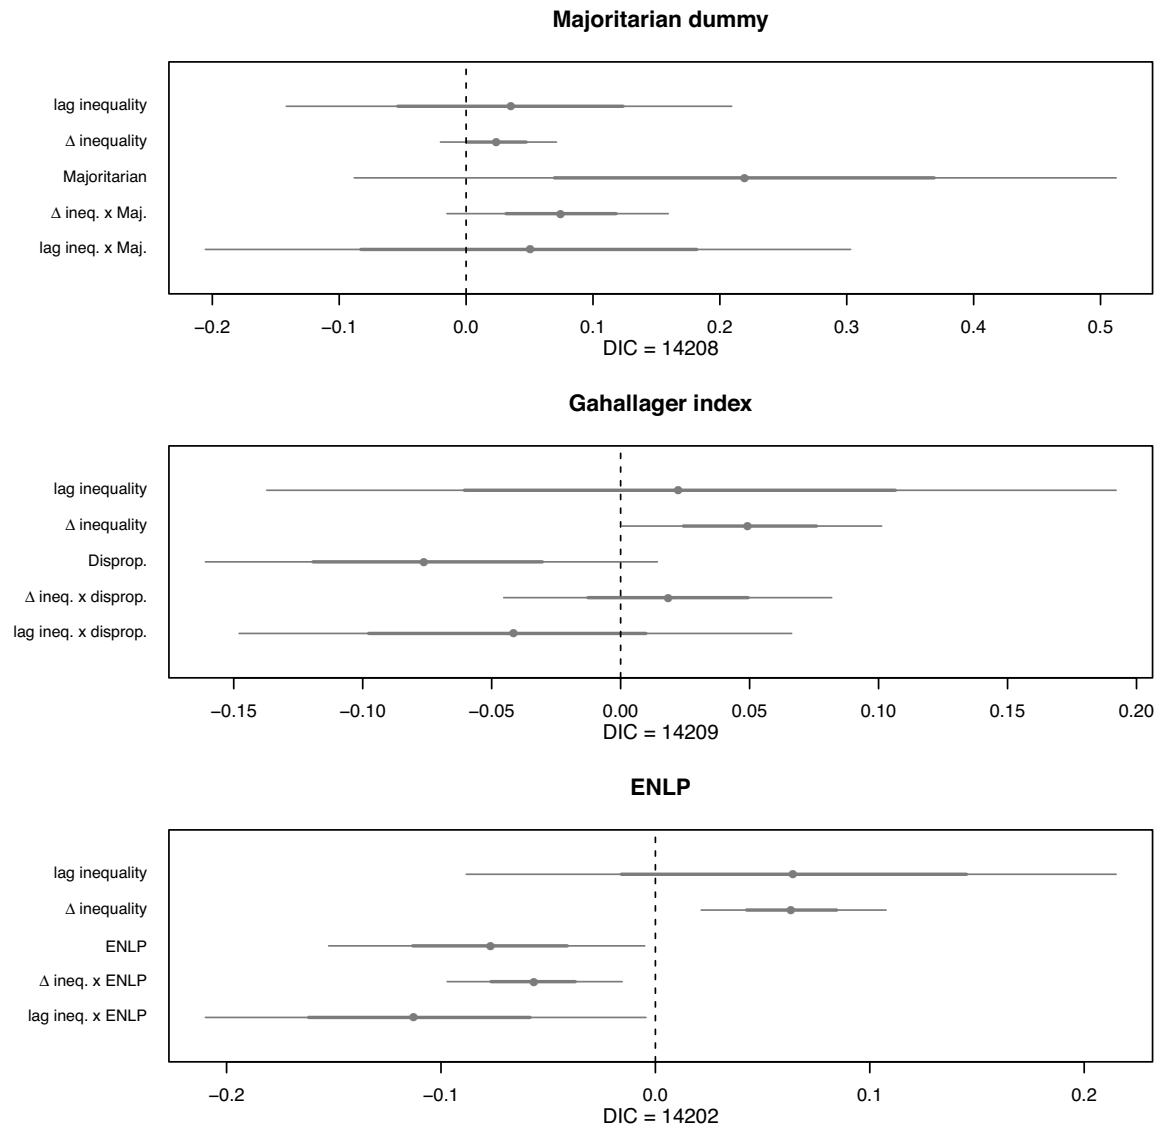 Majoritarian dummy
lag inequality
Δ inequality
Majoritarian
Δ ineq. x Maj.
lag ineq. x Maj.
−0.2 −0.1 0.0 0.1 0.2 0.3 0.4 0.5
DIC = 14208
Gahallager index
lag inequality
Δ inequality
Disprop.
Δ ineq. x disprop.
lag ineq. x disprop.
−0.15 −0.10 −0.05 0.00 0.05 0.10 0.15 0.20
DIC = 14209
ENLP
lag inequality
Δ inequality
ENLP
Δ ineq. x ENLP
lag ineq. x ENLP
−0.2 −0.1 0.0 0.1 0.2
DIC = 14202